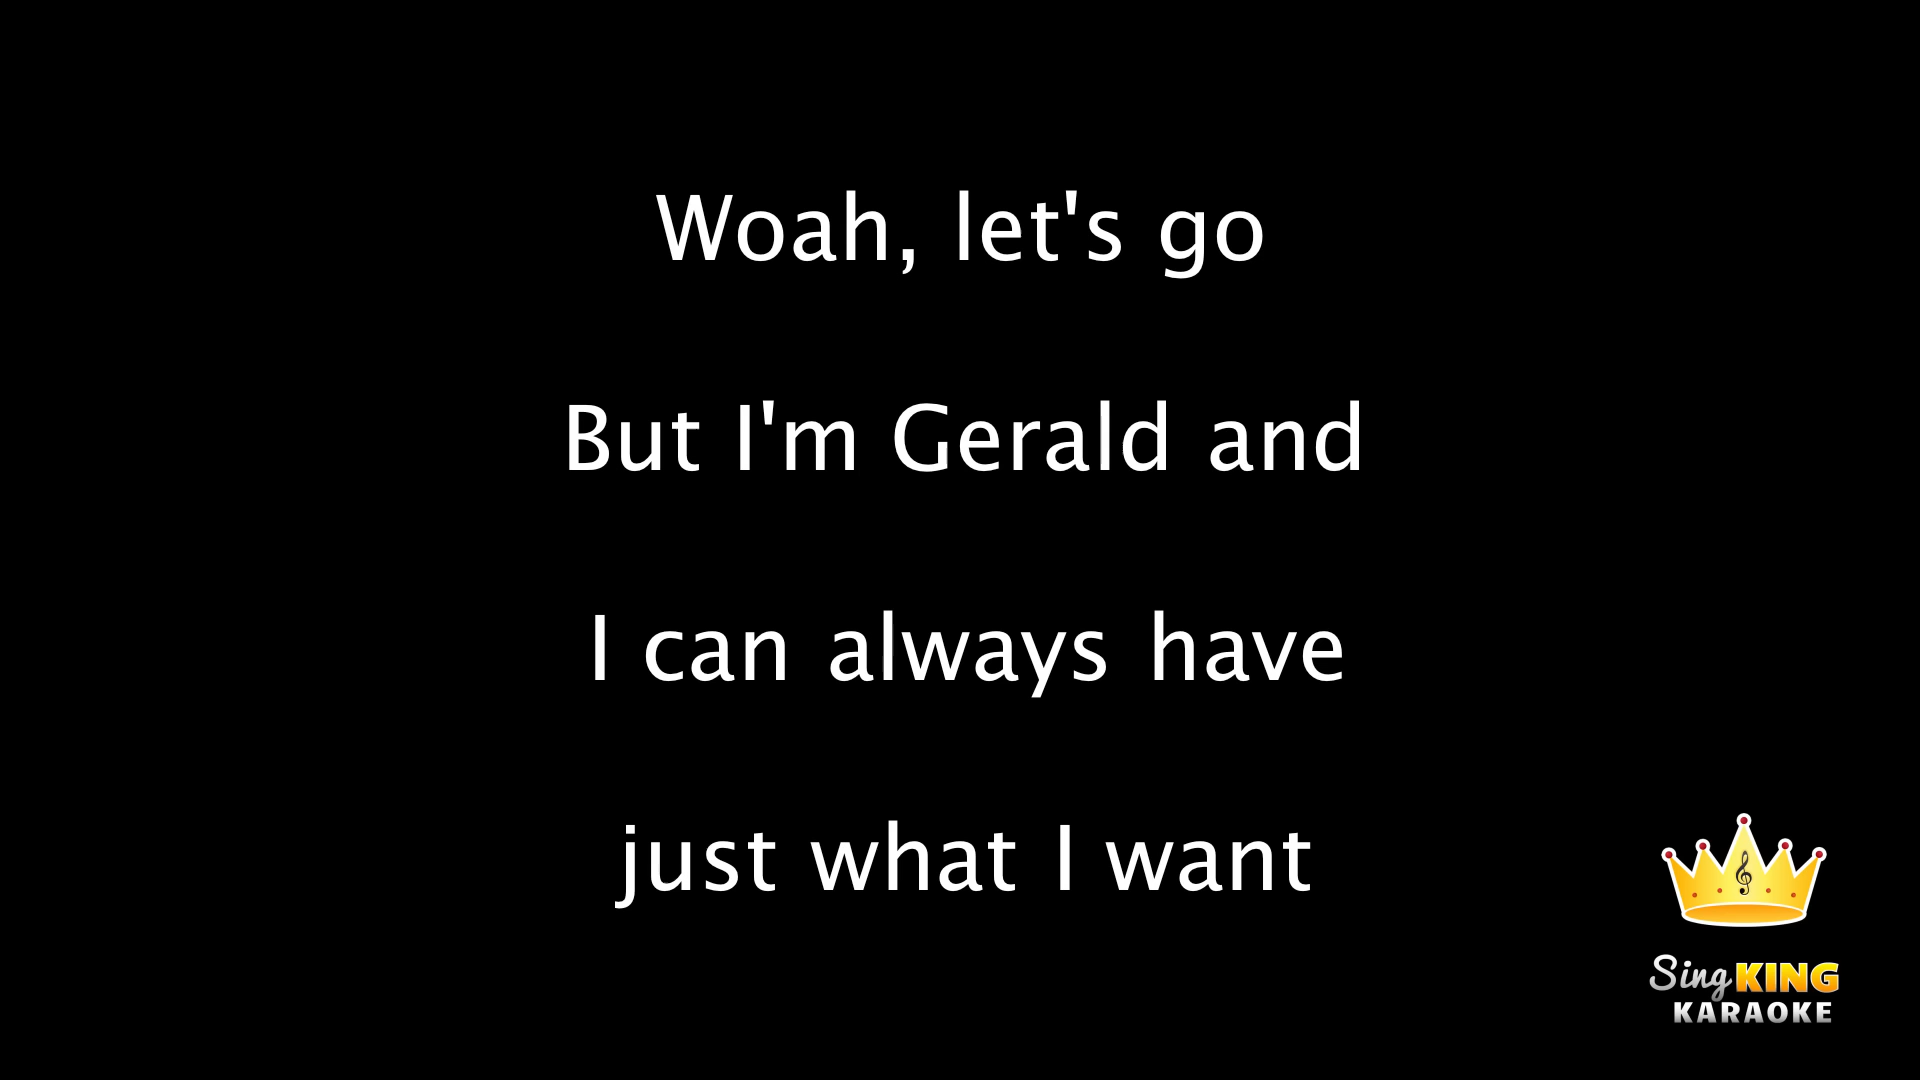 Woah, let's go
But I'm Gerald and
I can always have
just what I want
Sing KING
KARAOKE